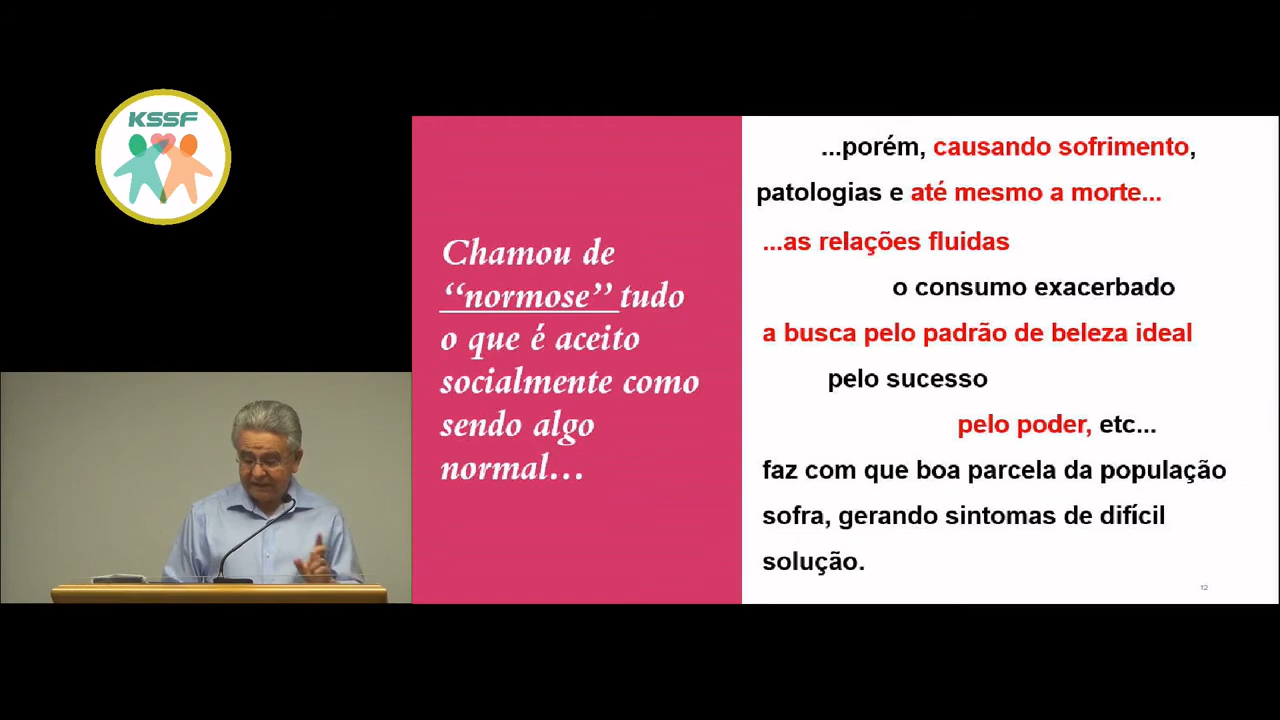 KSSF
Chamou de
“normose” tudo
o que é aceito
socialmente como
sendo algo
normal...
...porém, causando sofrimento,
patologias e até mesmo a morte...
...as relações fluidas
o consumo exacerbado
a busca pelo padrão de beleza ideal
pelo sucesso
pelo poder, etc...
faz com que boa parcela da população
sofra, gerando sintomas de difícil
solução.
12